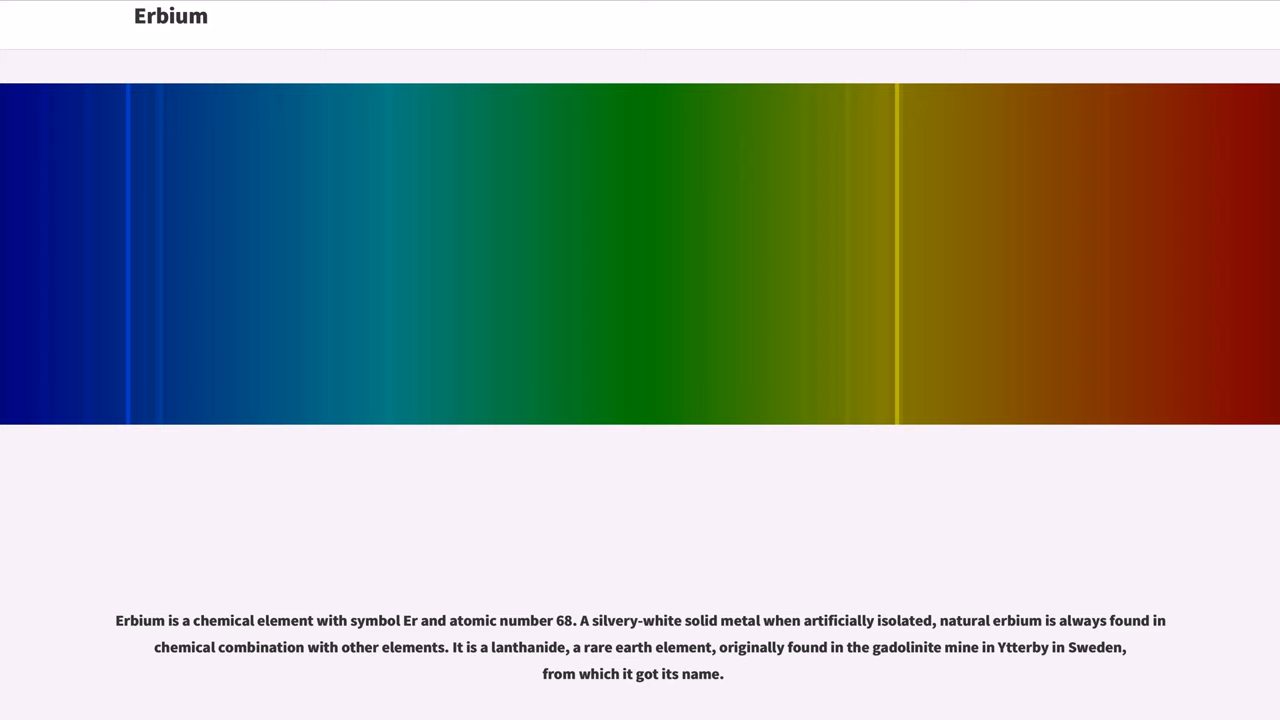 Erbium
Erbium is a chemical element with symbol Er and atomic number 68. A silvery-white solid metal when artificially isolated, natural erbium is always found in
chemical combination with other elements. It is a lanthanide, a rare earth element, originally found in the gadolinite mine in Ytterby in Sweden,
from which it got its name.